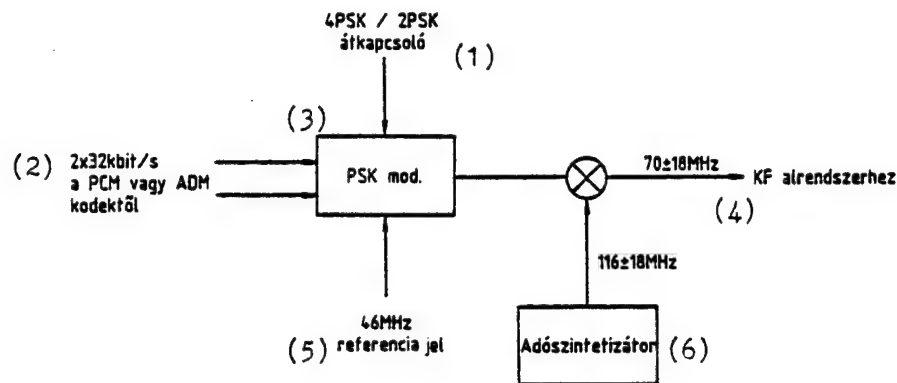 4PSK / 2PSK
átkapcsoló
(1)
(3)
(2)
2x32kbit/s
a PCM vagy ADM
kodektől
PSK mod.
70±18MHz
KF alrendszerhez
(4)
116±18MHz
46MHz
referencia jel
(5)
Adószintetizátor
(6)